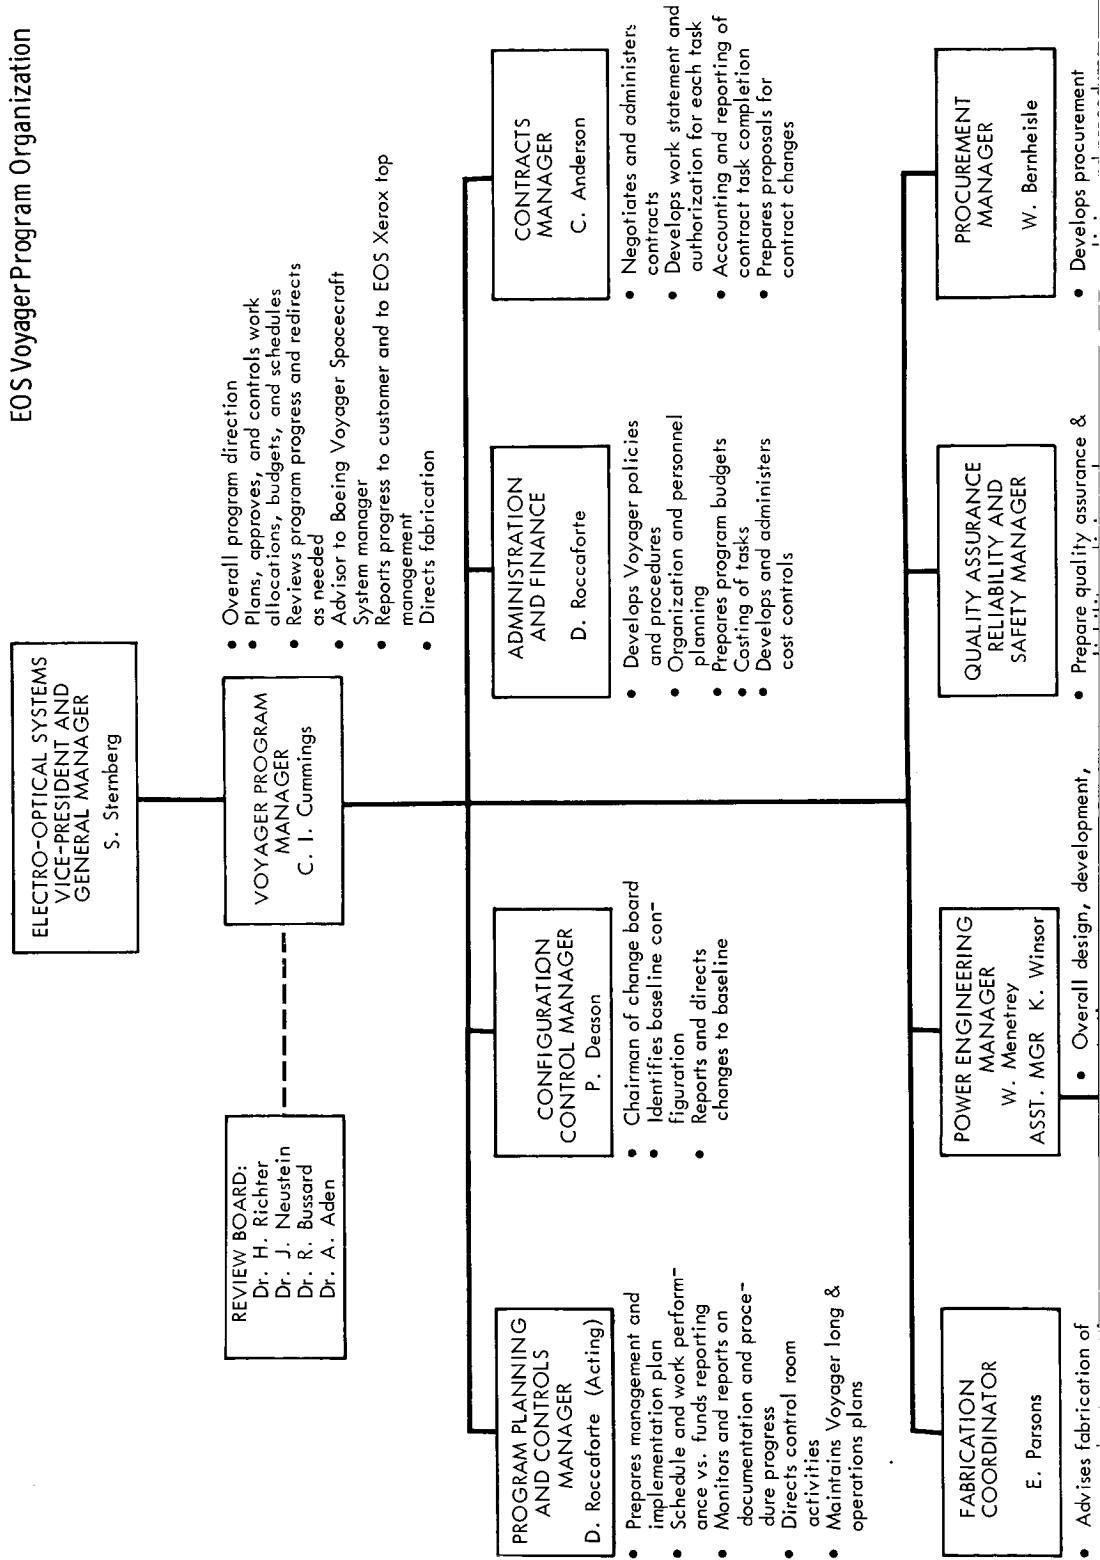 EOS Voyager Program Organization
ELECTRO-OPTICAL SYSTEMS
VICE-PRESIDENT AND
GENERAL MANAGER
S. Sternberg
REVIEW BOARD:
Dr. H. Richter
Dr. J. Neustein
Dr. R. Bussard
Dr. A. Aden
VOYAGER PROGRAM
MANAGER
C. I. Cummings
• Overall program direction
• Plans, approves, and controls work
allocations, budgets, and schedules
• Reviews program progress and redirects
as needed
• Advisor to Boeing Voyager Spacecraft
System manager
• Reports progress to customer and to EOS Xerox top
management
• Directs fabrication
PROGRAM PLANNING
AND CONTROLS
MANAGER
D. Roccaforte (Acting)
• Prepares management and
implementation plan
• Schedule and work perform-
ance vs. funds reporting
• Monitors and reports on
documentation and proce-
dure progress
• Directs control room
activities
• Maintains Voyager long &
operations plans
CONFIGURATION
CONTROL MANAGER
P. Deason
• Chairman of change board
• Identifies baseline con-
figuration
• Reports and directs
changes to baseline
ADMINISTRATION
AND FINANCE
D. Roccaforte
• Develops Voyager policies
and procedures
• Organization and personnel
planning
• Prepares program budgets
• Costing of tasks
• Develops and administers
cost controls
CONTRACTS
MANAGER
C. Anderson
• Negotiates and administers
contracts
• Develops work statement and
authorization for each task
• Accounting and reporting of
contract task completion
• Prepares proposals for
contract changes
FABRICATION
COORDINATOR
E. Parsons
• Advises fabrication of
POWER ENGINEERING
MANAGER
W. Menetrey
ASST. MGR K. Winsor
• Overall design, development,
QUALITY ASSURANCE
RELIABILITY AND
SAFETY MANAGER
• Prepare quality assurance &
PROCUREMENT
MANAGER
W. Bernheisle
• Develops procurement